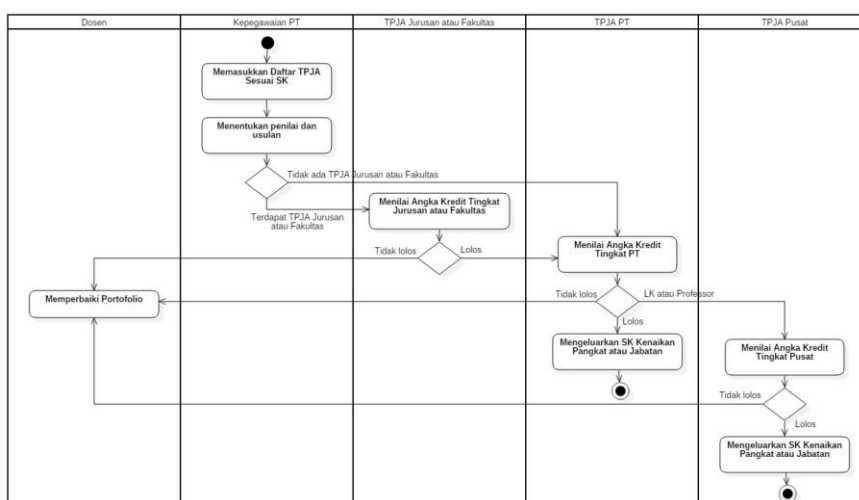 Dosen
Kepegawaian PT
TPJA Jurusan atau Fakultas
TPJA PT
TPJA Pusat
Memasukkan Daftar TPJA
Sesuai SK
Menentukan penilai dan
usulan
Tidak ada TPJA Jurusan atau Fakultas
Terdapat TPJA Jurusan
atau Fakultas
Menilai Angka Kredit Tingkat
Jurusan atau Fakultas
Tidak lolos
Lolos
Menilai Angka Kredit
Tingkat PT
Memperbaiki Portofolio
Tidak lolos
LK atau Professor
Lolos
Mengeluarkan SK Kenaikan
Pangkat atau Jabatan
Menilai Angka Kredit
Tingkat Pusat
Tidak lolos
Lolos
Mengeluarkan SK Kenaikan
Pangkat atau Jabatan